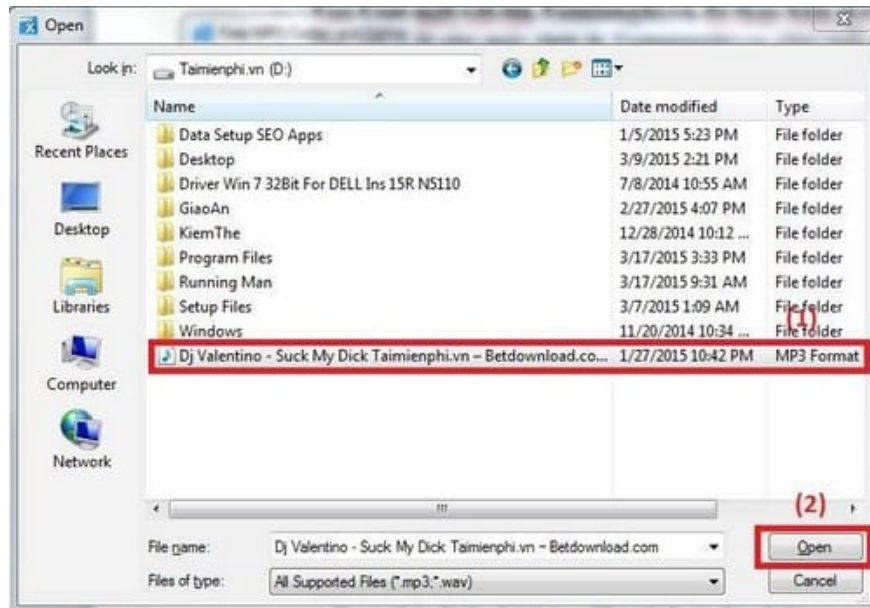 Open
Look in: Taimienphi.vn (D:)
Name Date modified Type
Data Setup SEO Apps 1/5/2015 5:23 PM File folder
Desktop 3/9/2015 2:21 PM File folder
Driver Win 7 32Bit For DELL Ins 15R N5110 7/8/2014 10:55 AM File folder
GiaoAn 2/27/2015 4:07 PM File folder
KiemThe 12/28/2014 10:12 ... File folder
Program Files 3/17/2015 3:33 PM File folder
Running Man 3/17/2015 9:31 AM File folder
Setup Files 3/7/2015 1:09 AM File folder
(1)
Windows 11/20/2014 10:34 ... File folder
Dj Valentino - Suck My Dick Taimienphi.vn – Betdownload.co... 1/27/2015 10:42 PM MP3 Format
Recent Places
Desktop
Libraries
Computer
Network
(2)
File name: Dj Valentino - Suck My Dick Taimienphi.vn – Betdownload.com Open
Files of type: All Supported Files (*.mp3;*.wav) Cancel